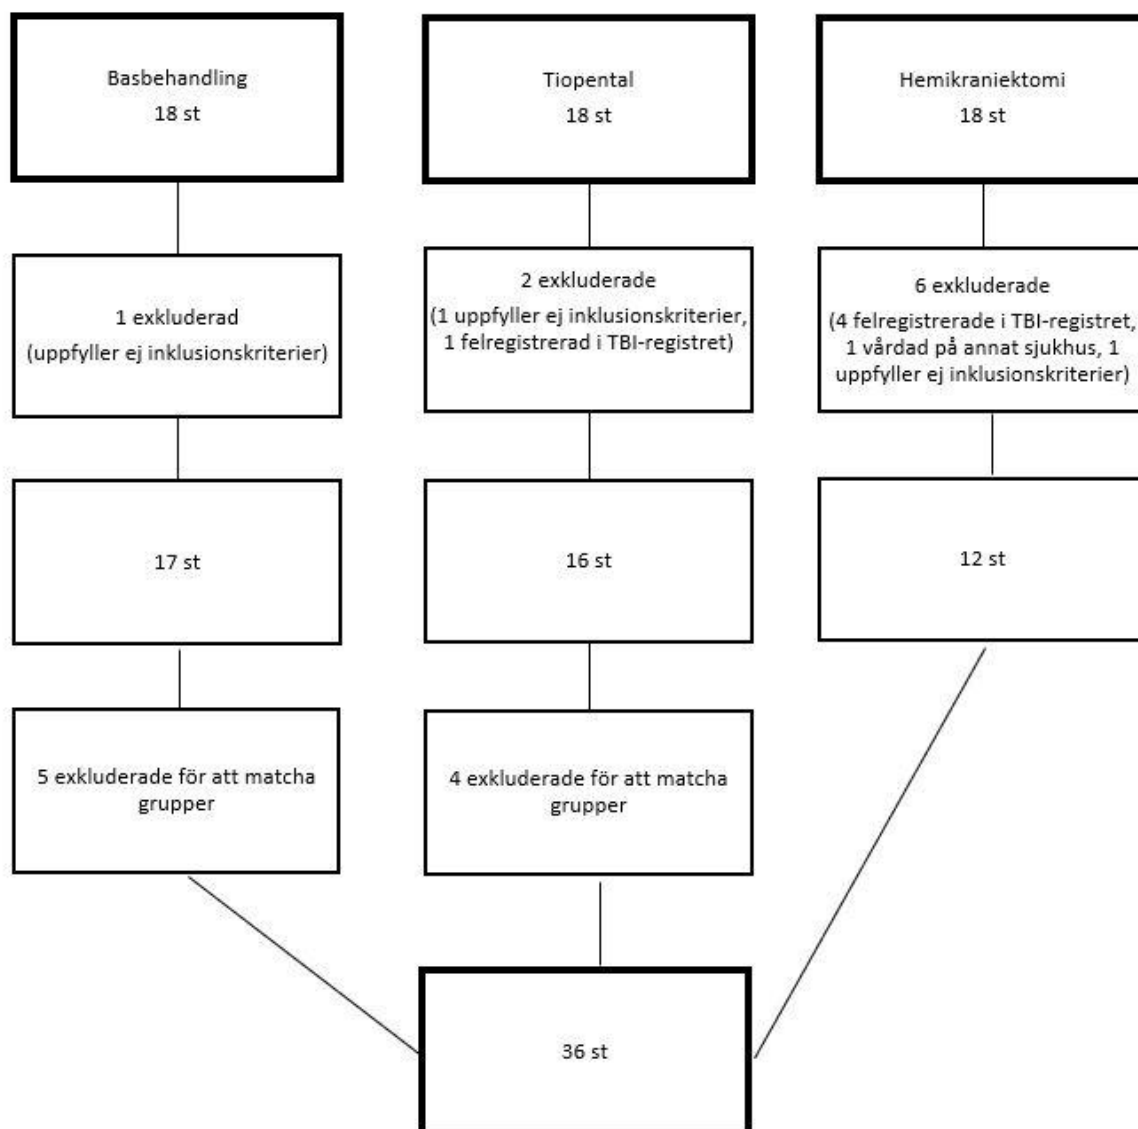 Basbehandling
18 st
Tiopental
18 st
Hemikraniektomi
18 st
1 exkluderad
(uppfyller ej inklusionskriterier)
2 exkluderade
(1 uppfyller ej inklusionskriterier,
1 felregistrerad i TBI-registret)
6 exkluderade
(4 felregistrerade i TBI-registret,
1 vårdad på annat sjukhus, 1
uppfyller ej inklusionskriterier)
17 st
16 st
12 st
5 exkluderade för att matcha
grupper
4 exkluderade för att matcha
grupper
36 st